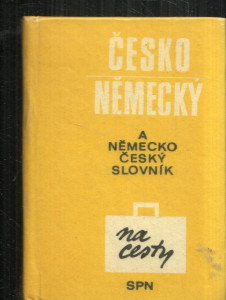 ČESKO
NĚMECKÝ
A
NĚMECKO
ČESKÝ
SLOVNÍK
na
cesty
SPN